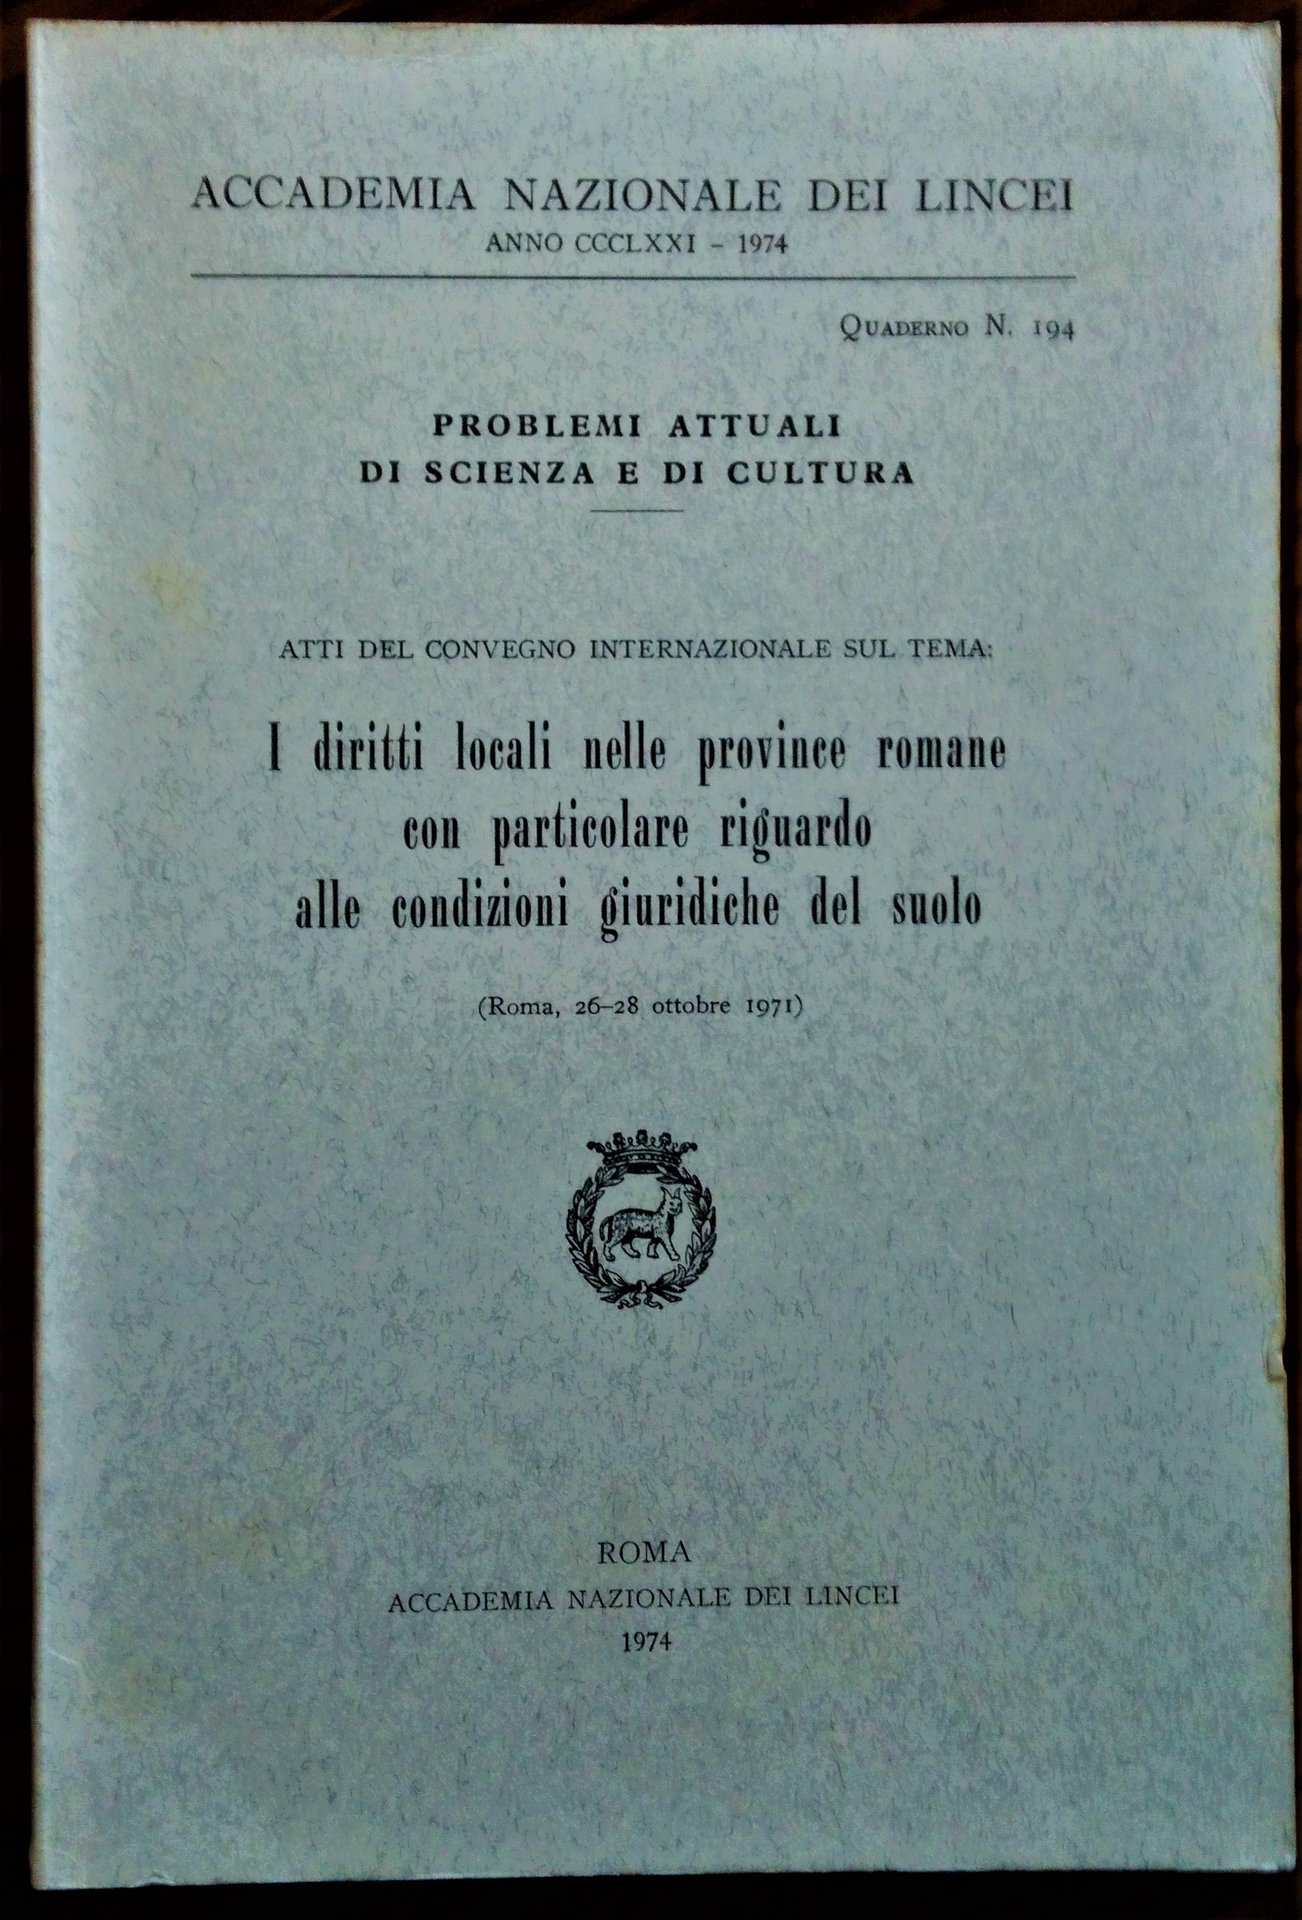 ACCADEMIA NAZIONALE DEI LINCEI
ANNO CCCLXXI – 1974
QUADERNO N. 194
PROBLEMI ATTUALI
DI SCIENZA E DI CULTURA
ATTI DEL CONVEGNO INTERNAZIONALE SUL TEMA:
I diritti locali nelle province romane
con particolare riguardo
alle condizioni giuridiche del suolo
(Roma, 26–28 ottobre 1971)
ROMA
ACCADEMIA NAZIONALE DEI LINCEI
1974